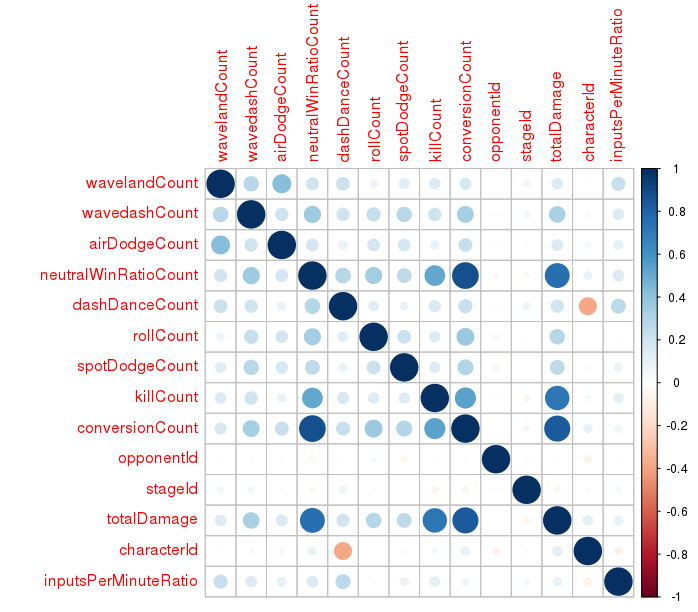 wavelandCount
wavedashCount
airDodgeCount
neutralWinRatioCount
dashDanceCount
rollCount
spotDodgeCount
killCount
conversionCount
opponentId
stageId
totalDamage
characterId
inputsPerMinuteRatio
wavelandCount
wavedashCount
airDodgeCount
neutralWinRatioCount
dashDanceCount
rollCount
spotDodgeCount
killCount
conversionCount
opponentId
stageId
totalDamage
characterId
inputsPerMinuteRatio
1
0.8
0.6
0.4
0.2
0
-0.2
-0.4
-0.6
-0.8
-1